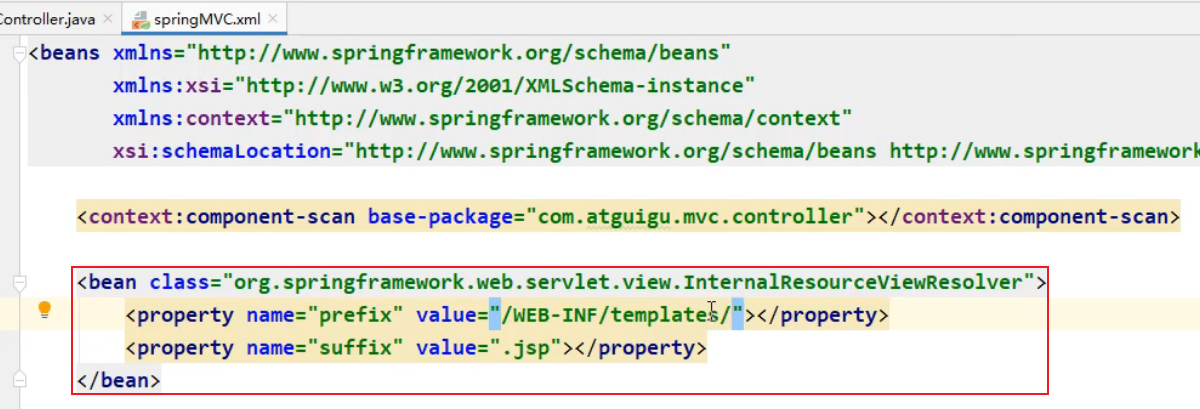 Controller.java × springMVC.xml ×
<beans xmlns="http://www.springframework.org/schema/beans"
xmlns:xsi="http://www.w3.org/2001/XMLSchema-instance"
xmlns:context="http://www.springframework.org/schema/context"
xsi:schemaLocation="http://www.springframework.org/schema/beans http://www.springframework
<context:component-scan base-package="com.atguigu.mvc.controller"></context:component-scan>
<bean class="org.springframework.web.servlet.view.InternalResourceViewResolver">
<property name="prefix" value="/WEB-INF/templates/"></property>
<property name="suffix" value=".jsp"></property>
</bean>